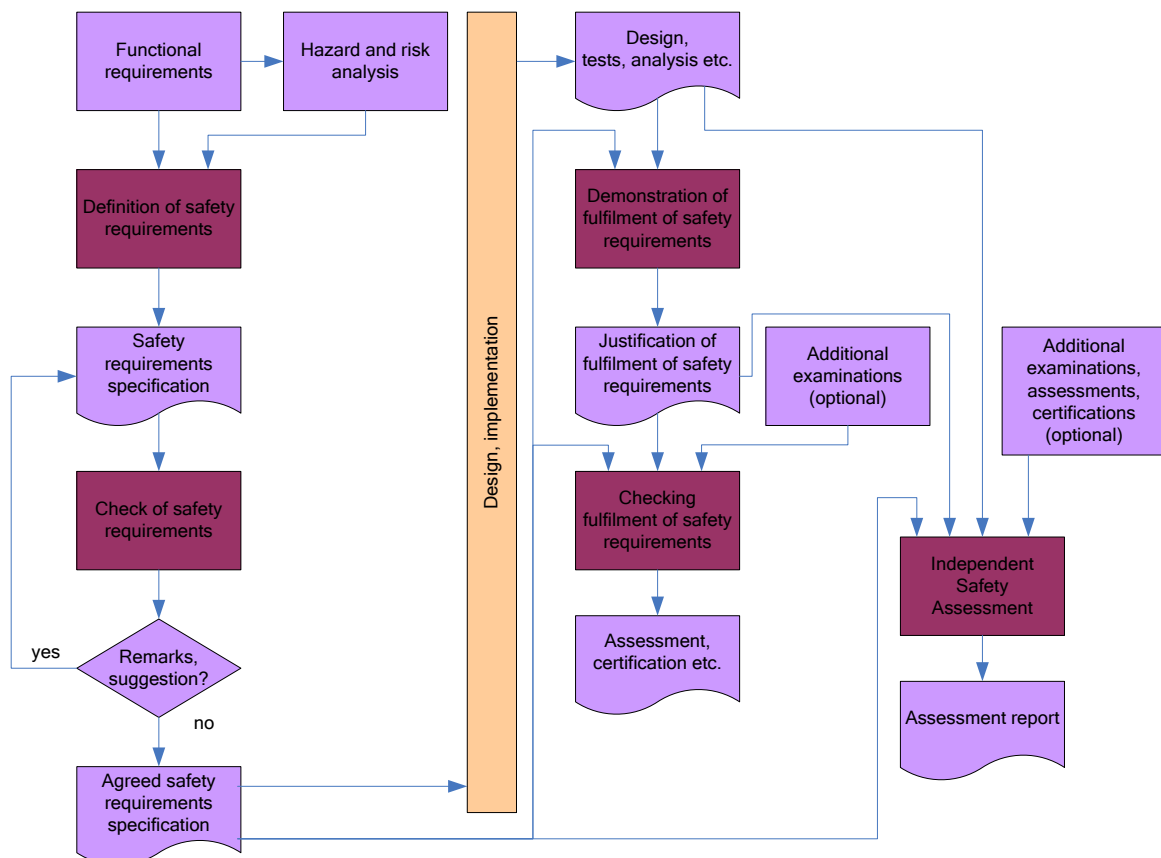 Functional
requirements
Hazard and risk
analysis
Definition of safety
requirements
Safety
requirements
specification
Check of safety
requirements
yes
Remarks,
suggestion?
no
Agreed safety
requirements
specification
Design, implementation
Design,
tests, analysis etc.
Demonstration of
fulfilment of safety
requirements
Justification of
fulfilment of safety
requirements
Additional
examinations
(optional)
Additional
examinations,
assessments,
certifications
(optional)
Checking
fulfilment of safety
requirements
Independent
Safety
Assessment
Assessment,
certification etc.
Assessment report